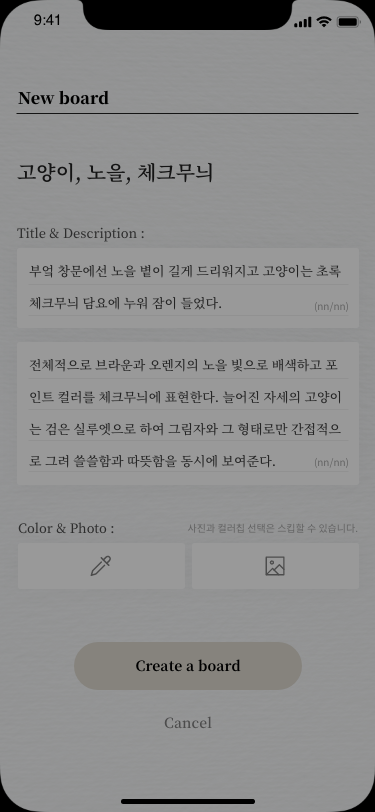 9:41
New board
고양이, 노을, 체크무늬
Title & Description :
부엌 창문에선 노을 볕이 길게 드리워지고 고양이는 초록
체크무늬 담요에 누워 잠이 들었다.
(nn/nn)
전체적으로 브라운과 오렌지의 노을 빛으로 배색하고 포
인트 컬러를 체크무늬에 표현한다. 늘어진 자세의 고양이
는 검은 실루엣으로 하여 그림자와 그 형태로만 간접적으
로 그려 쓸쓸함과 따뜻함을 동시에 보여준다.
(nn/nn)
Color & Photo :
사진과 컬러칩 선택은 스킵할 수 있습니다.
Create a board
Cancel